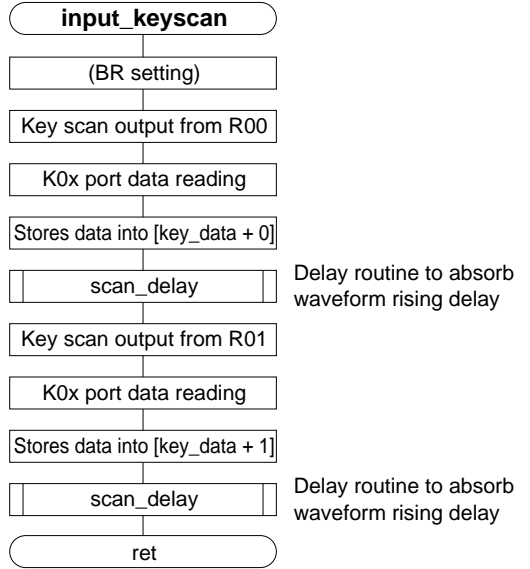 input_keyscan
(BR setting)
Key scan output from R00
K0x port data reading
Stores data into [key_data + 0]
scan_delay
Delay routine to absorb
waveform rising delay
Key scan output from R01
K0x port data reading
Stores data into [key_data + 1]
scan_delay
Delay routine to absorb
waveform rising delay
ret